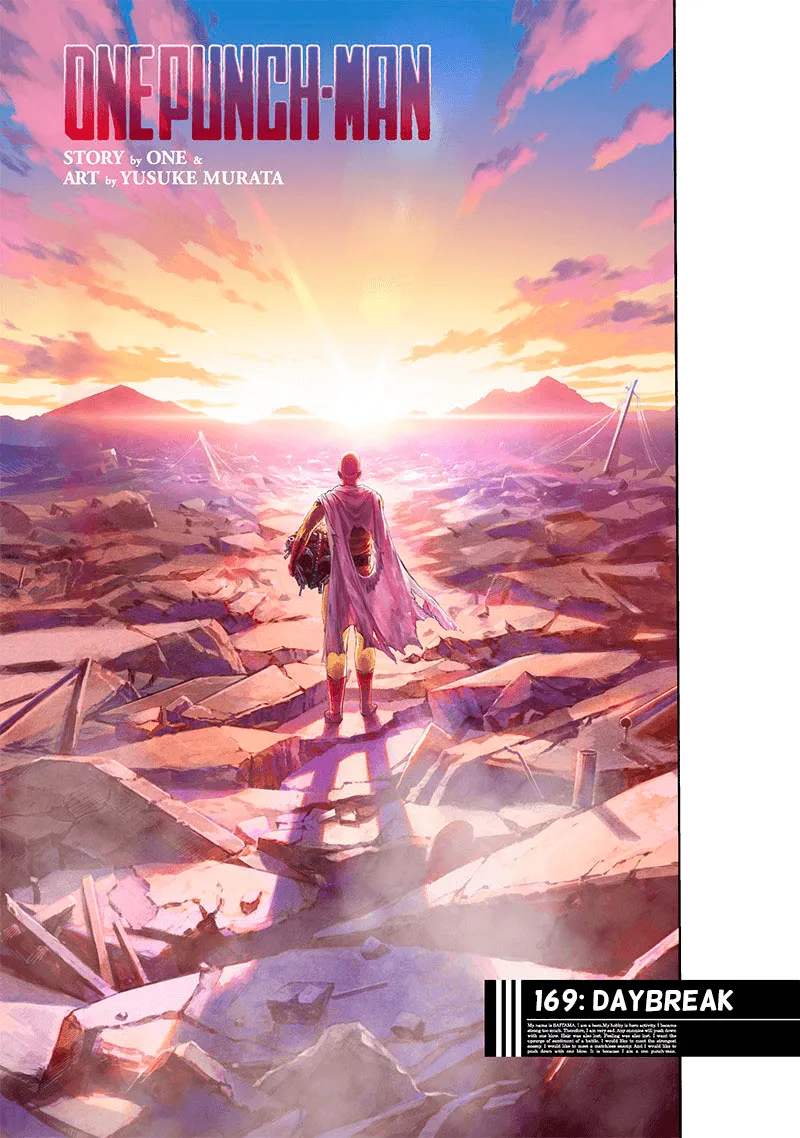 ONEPUNCH-MAN
STORY by ONE &
ART by YUSUKE MURATA
169: DAYBREAK
My name is SAITAMA. I am a hero.My hobby is hero activity. I became
strong too much. Therefore, I am very sad. Any enemies will push down
with one blow. Hair was also lost. Feeling was also lost. I want the
upsurge of sentiment of a battle. I would like to meet the strongest
enemy. I would like to meet a matchless enemy. And I would like to
push down with one blow. It is because I am a one punch-man.